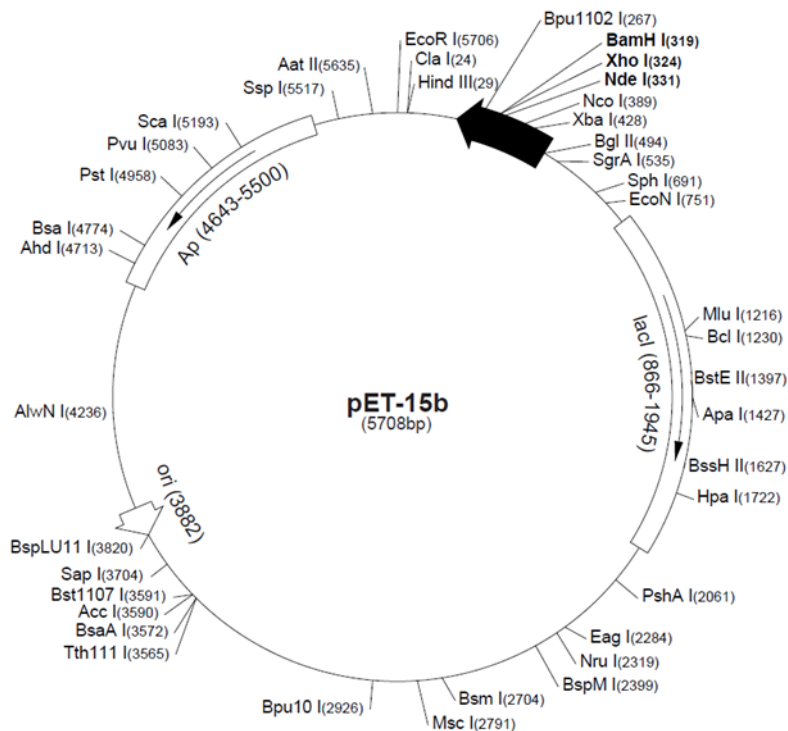 Bpu1102 I(267)
EcoR I(5706)
BamH I(319)
Aat II(5635)
Cla I(24)
Xho I(324)
Ssp I(5517)
Hind III(29)
Nde I(331)
Nco I(389)
Sca I(5193)
Xba I(428)
Pvu I(5083)
Bgl II(494)
SgrA I(535)
Pst I(4958)
Sph I(691)
EcoN I(751)
Ap (4643-5500)
Bsa I(4774)
Ahd I(4713)
Mlu I(1216)
Bcl I(1230)
lacI (866-1945)
BstE II(1397)
pET-15b
(5708bp)
AlwN I(4236)
Apa I(1427)
BssH II(1627)
Hpa I(1722)
ori (3882)
BspLU11 I(3820)
Sap I(3704)
Bst1107 I(3591)
Acc I(3590)
BsaA I(3572)
Tth111 I(3565)
PshA I(2061)
Eag I(2284)
Nru I(2319)
BspM I(2399)
Bsm I(2704)
Msc I(2791)
Bpu10 I(2926)